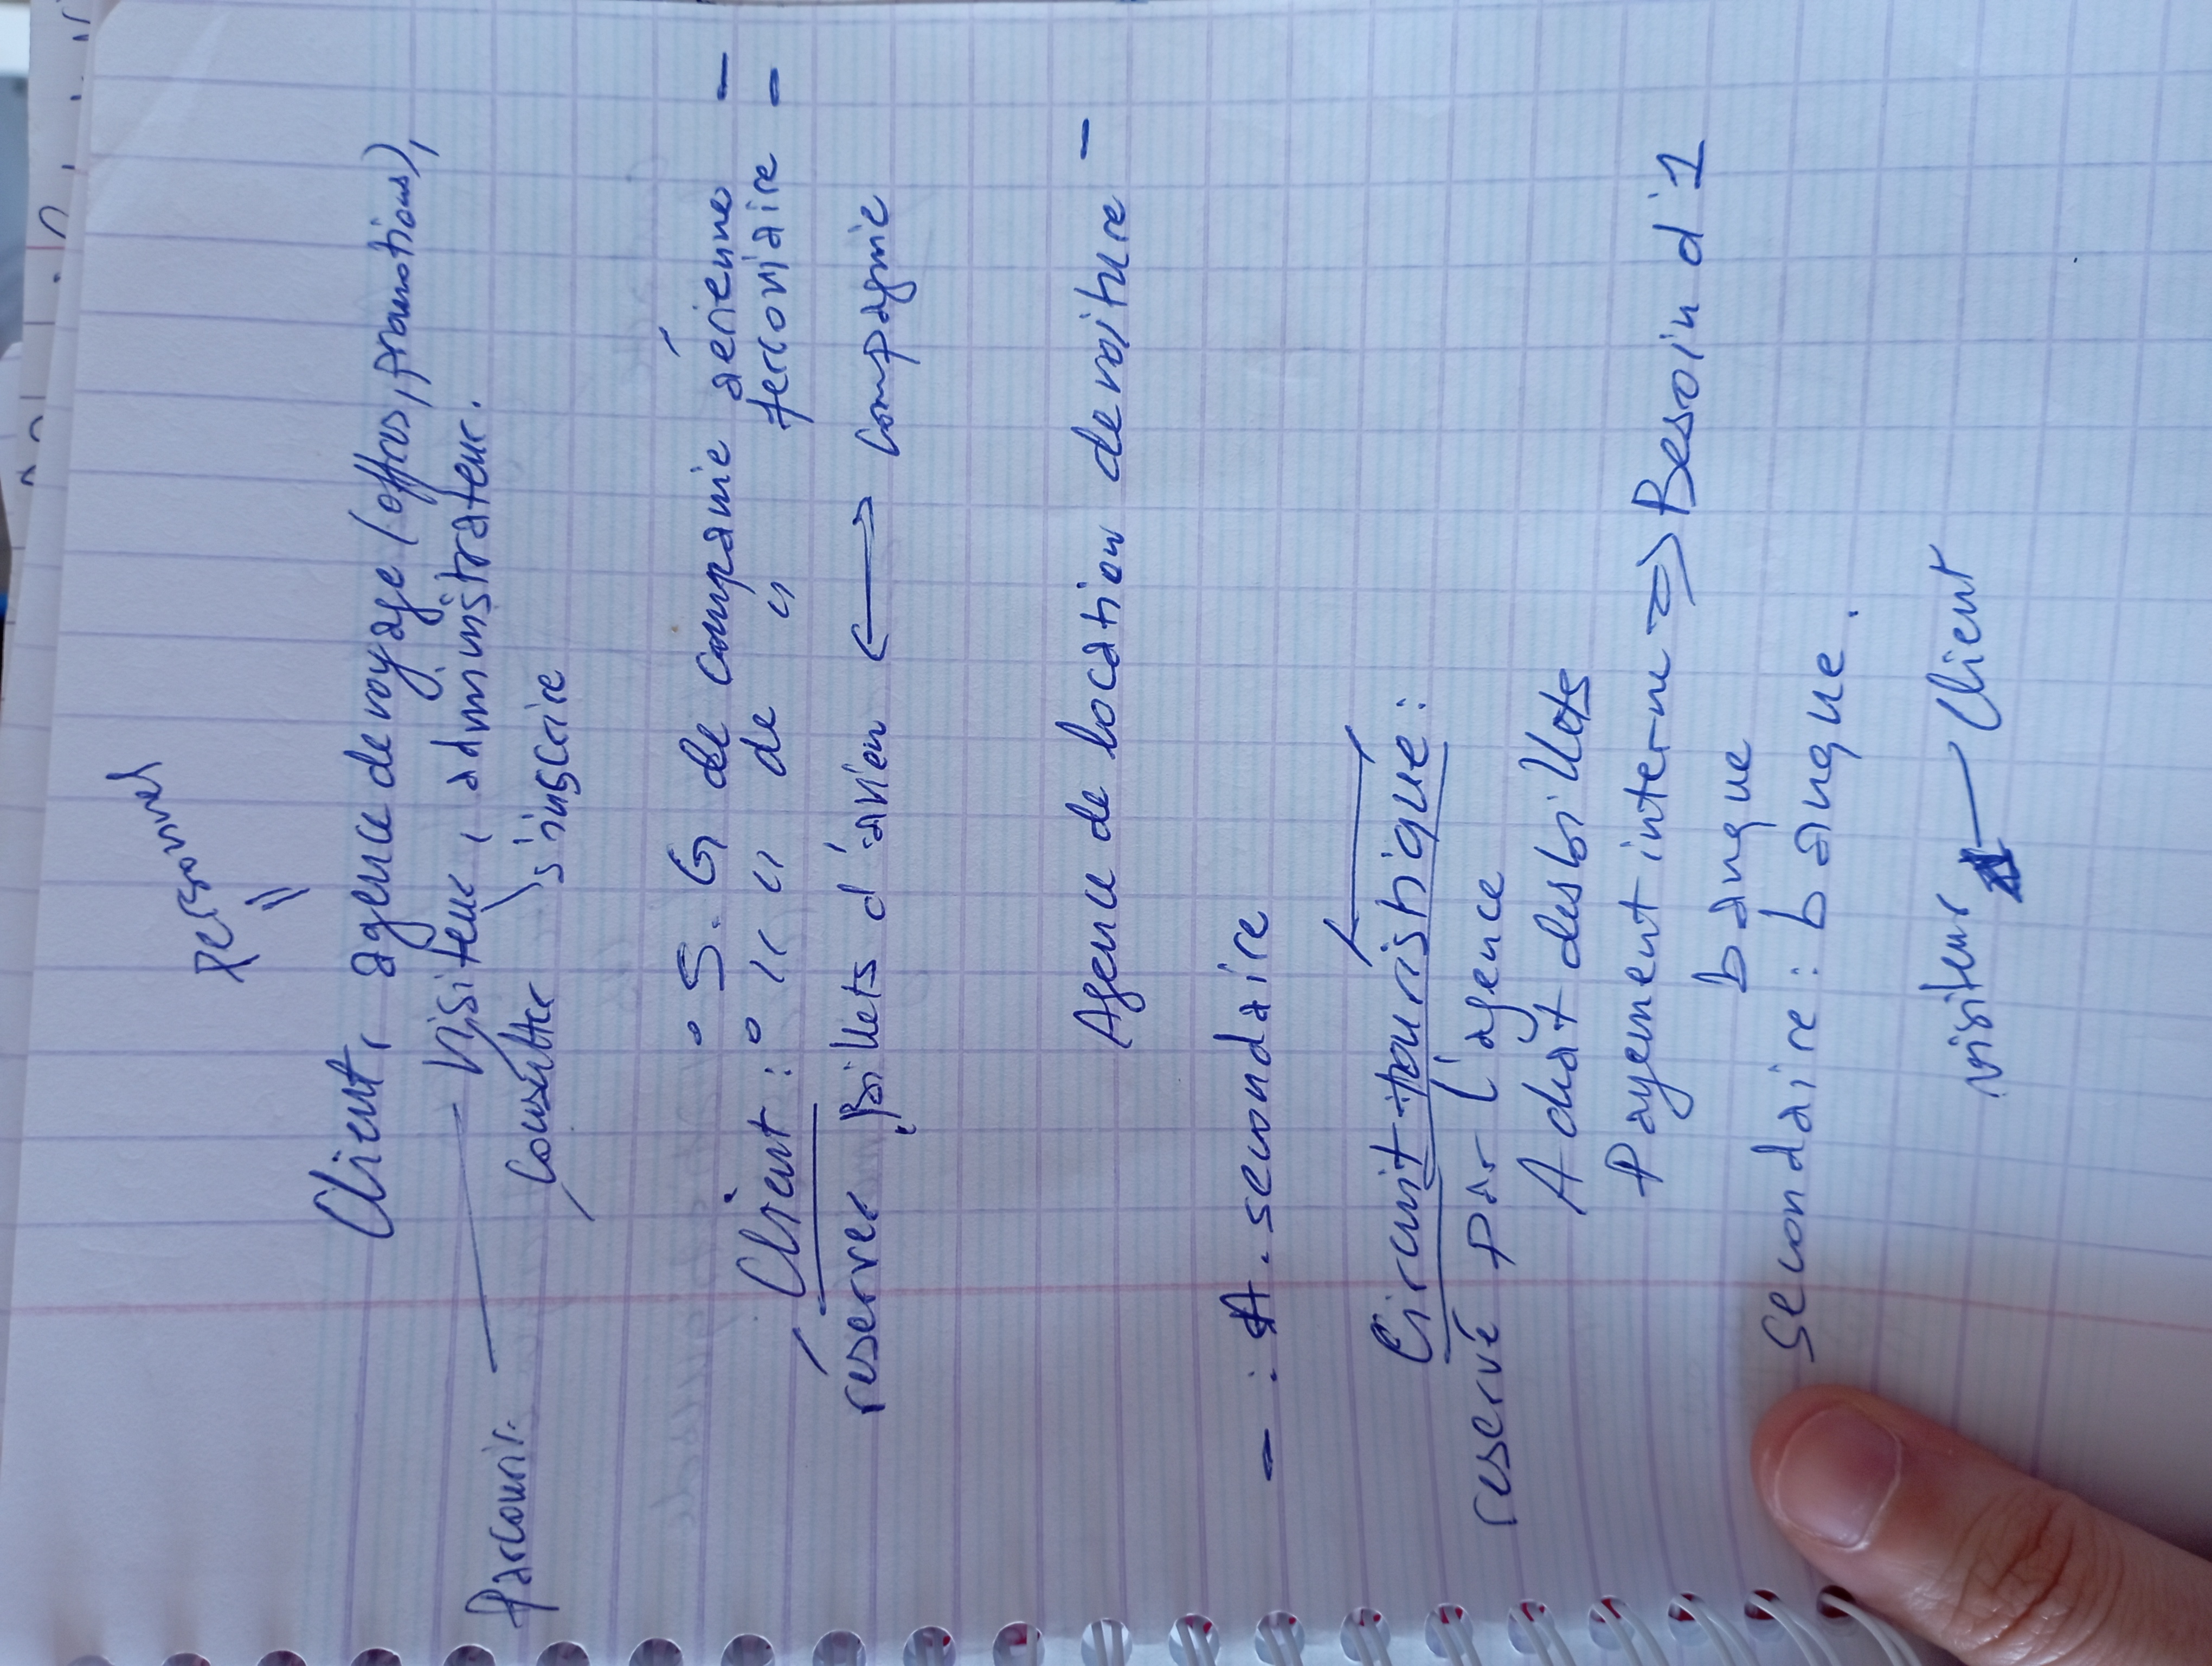 personnel
||
Client, agence de voyage (offres, promotions),
Visiteur, administrateur.
Parcourir
Consulter s'inscrire
• S. G de companie aérienne –
Client : • " " de " ferroviaire –
réserver Billets d'avion <—> compagnie
Agence de location de voiture –
– : A. secondaire
Circuit touristique :
reservé par l'agence
Achat des billets
Payement interne => Besoin d'1
banque
secondaire : banque.
visiteur Client